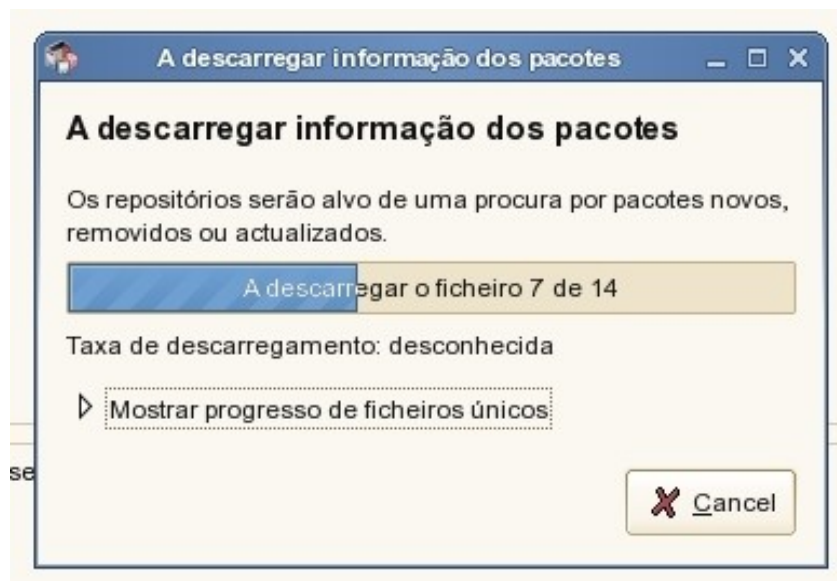 A descarregar informação dos pacotes
A descarregar informação dos pacotes
Os repositórios serão alvo de uma procura por pacotes novos,
removidos ou actualizados.
A descarregar o ficheiro 7 de 14
Taxa de descarregamento: desconhecida
Mostrar progresso de ficheiros únicos
se
Cancel